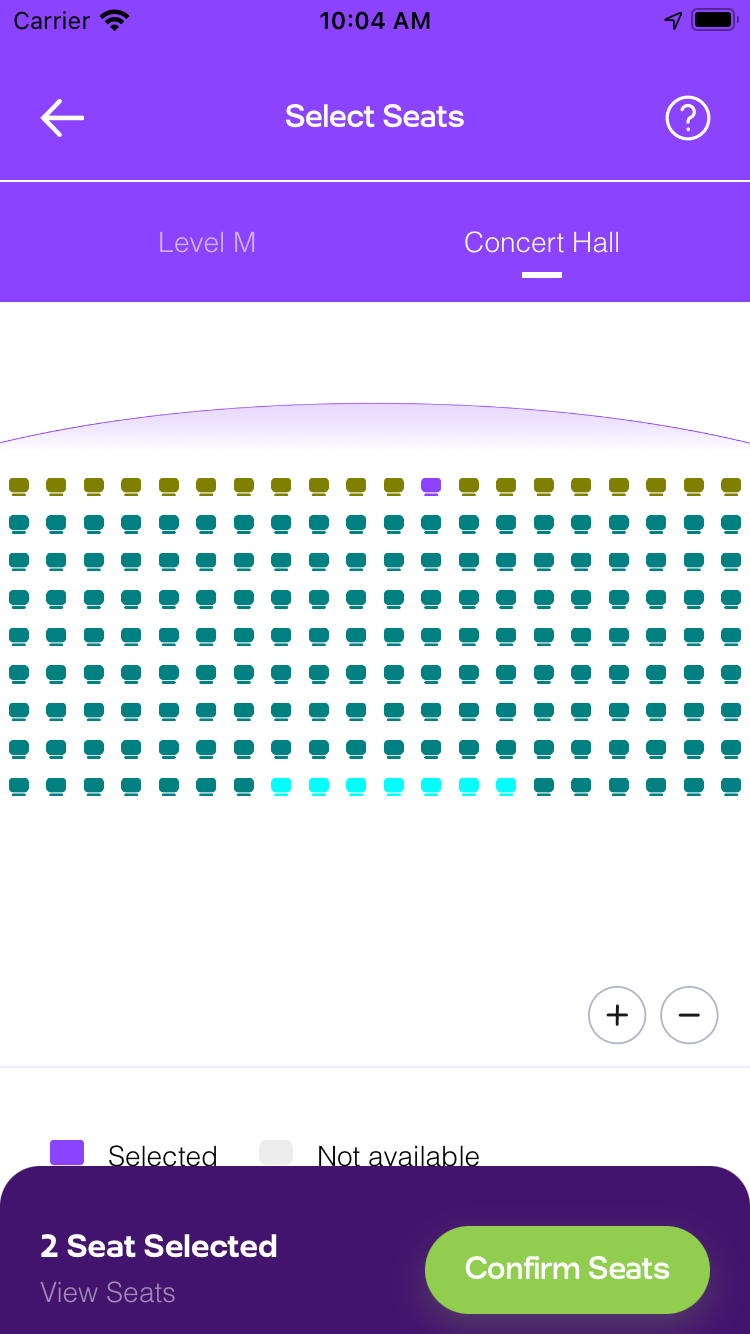 Carrier 10:04 AM
Select Seats
Level M Concert Hall
Selected Not available
2 Seat Selected
View Seats
Confirm Seats